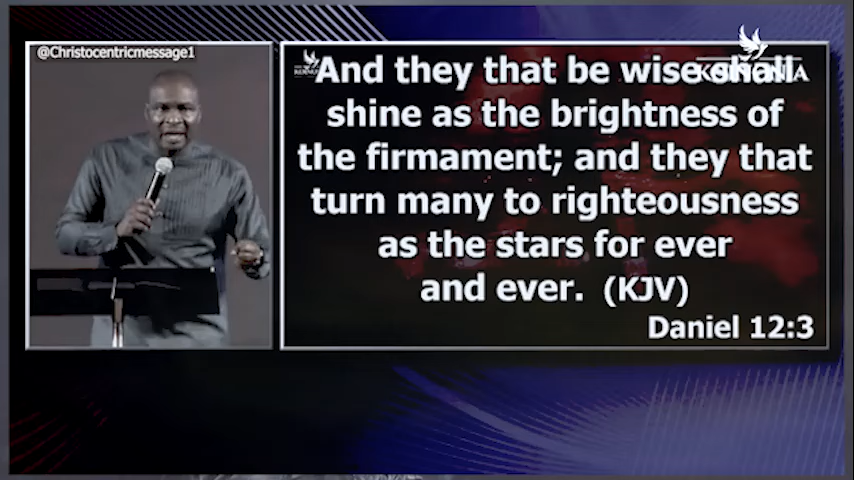 @Christocentricmessage1
And they that be wise shall
shine as the brightness of
the firmament; and they that
turn many to righteousness
as the stars for ever
and ever. (KJV)
Daniel 12:3
KOINONIA